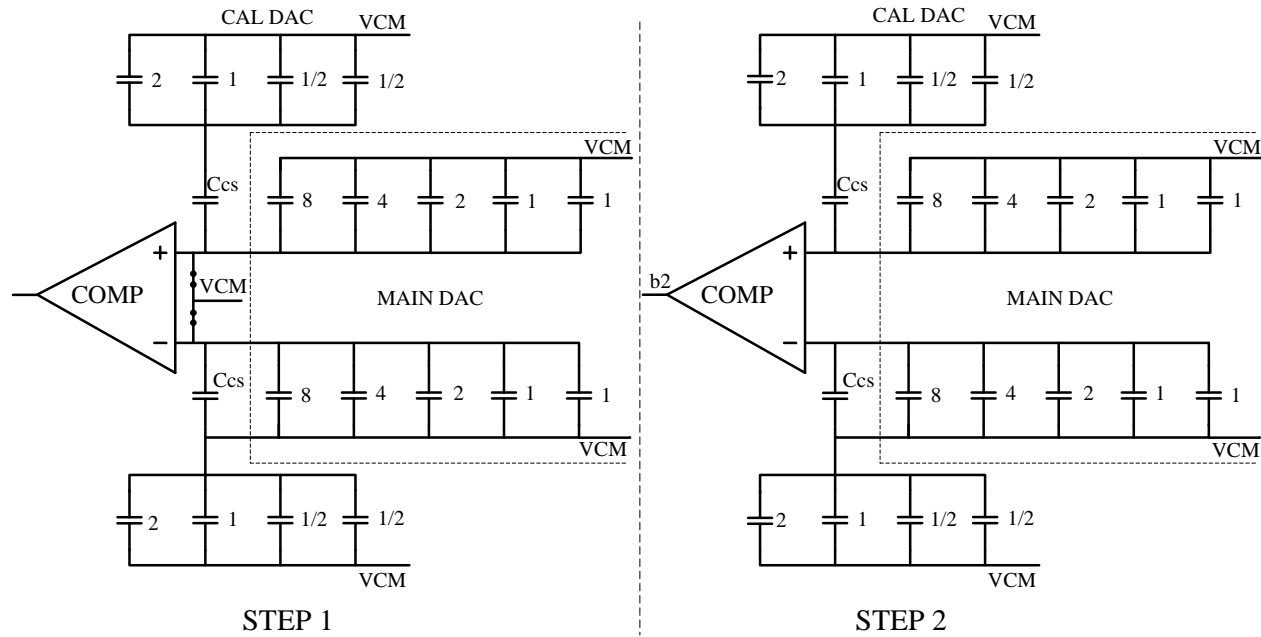 CAL DAC
VCM
2 1 1/2 1/2
VCM
Ccs
8 4 2 1 1
+
COMP
VCM
MAIN DAC
−
Ccs
8 4 2 1 1
VCM
2 1 1/2 1/2
VCM
STEP 1
CAL DAC
VCM
2 1 1/2 1/2
VCM
Ccs
8 4 2 1 1
+
b2
COMP
MAIN DAC
−
Ccs
8 4 2 1 1
VCM
2 1 1/2 1/2
VCM
STEP 2